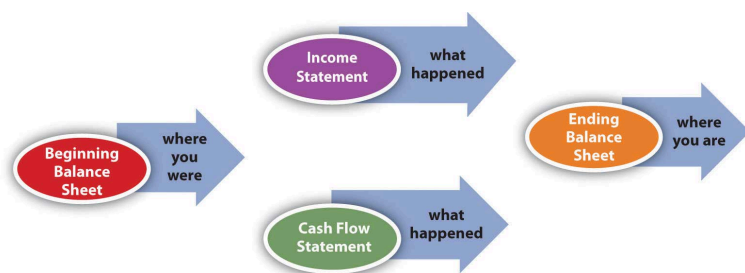 Beginning
Balance
Sheet
where
you
were
Income
Statement
what
happened
Cash Flow
Statement
what
happened
Ending
Balance
Sheet
where
you are